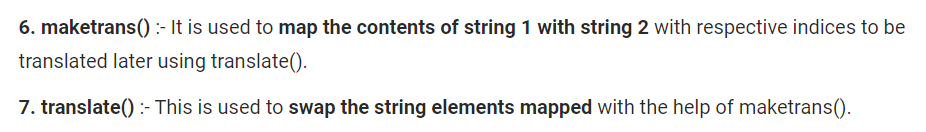 6. maketrans() :- It is used to map the contents of string 1 with string 2 with respective indices to be
translated later using translate().
7. translate() :- This is used to swap the string elements mapped with the help of maketrans().